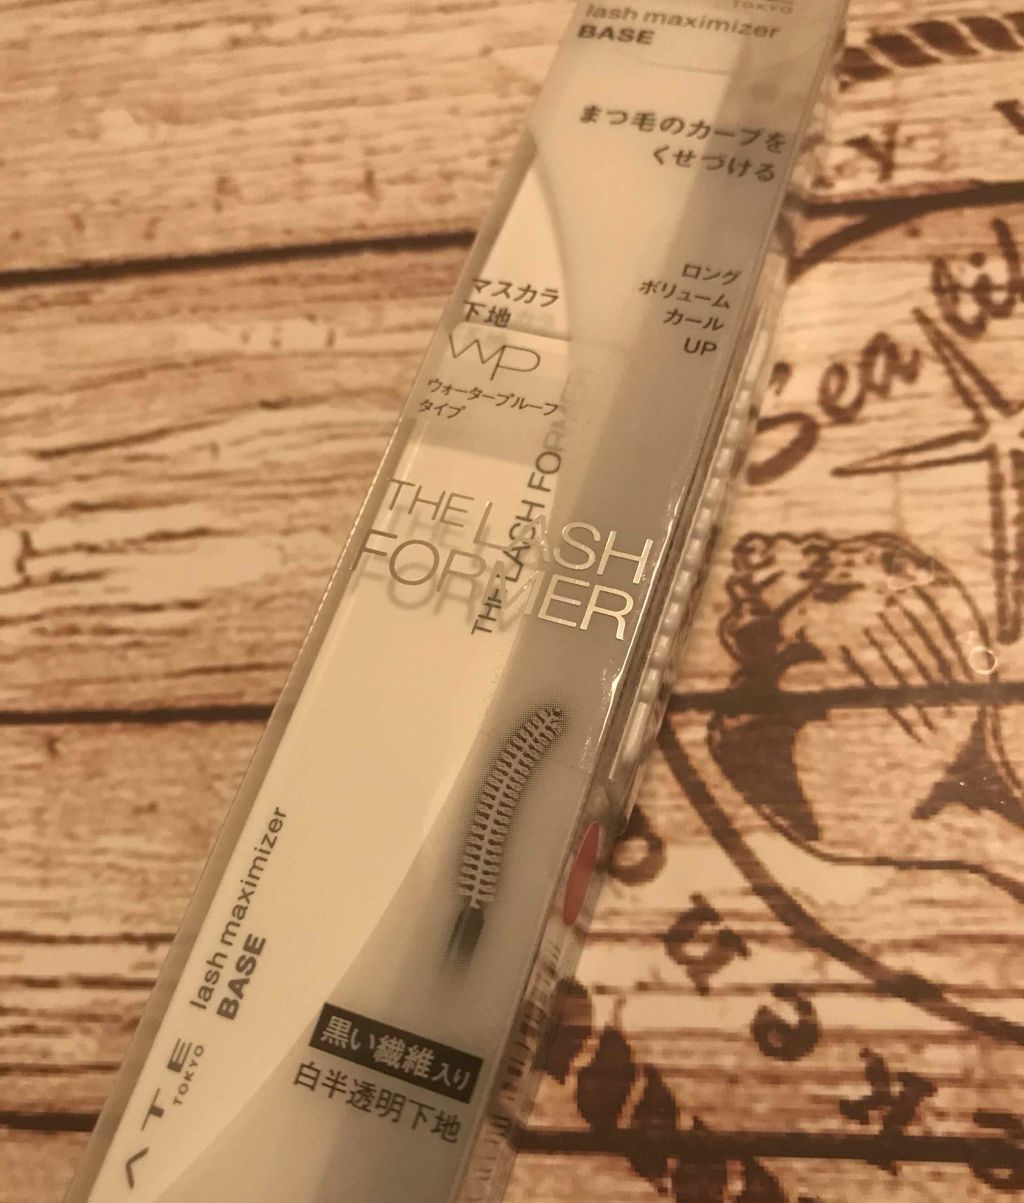 TOKYO
lash maximizer
BASE
まつ毛のカーブを
くせづける
マスカラ
下地
WP
ウォータープルーフ
タイプ
ロング
ボリューム
カール
UP
THE LASH
FORMER
THE LASH FORMER
lash maximizer
BASE
ATE
TOKYO
黒い繊維入り
白半透明下地
Sea